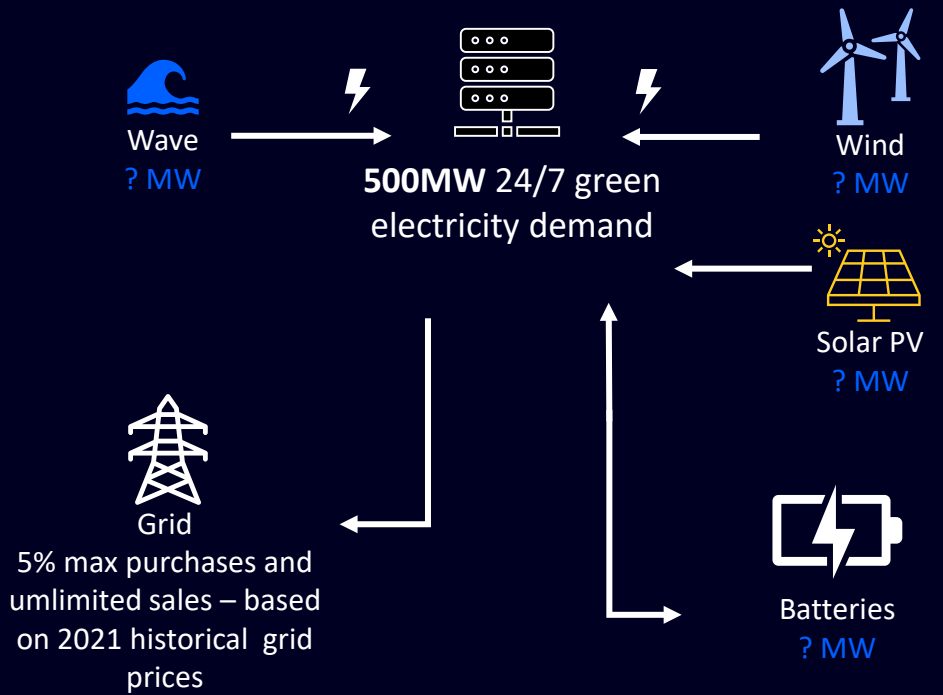 Wave
? MW
500MW 24/7 green
electricity demand
Wind
? MW
Solar PV
? MW
Grid
5% max purchases and
umlimited sales – based
on 2021 historical grid
prices
Batteries
? MW